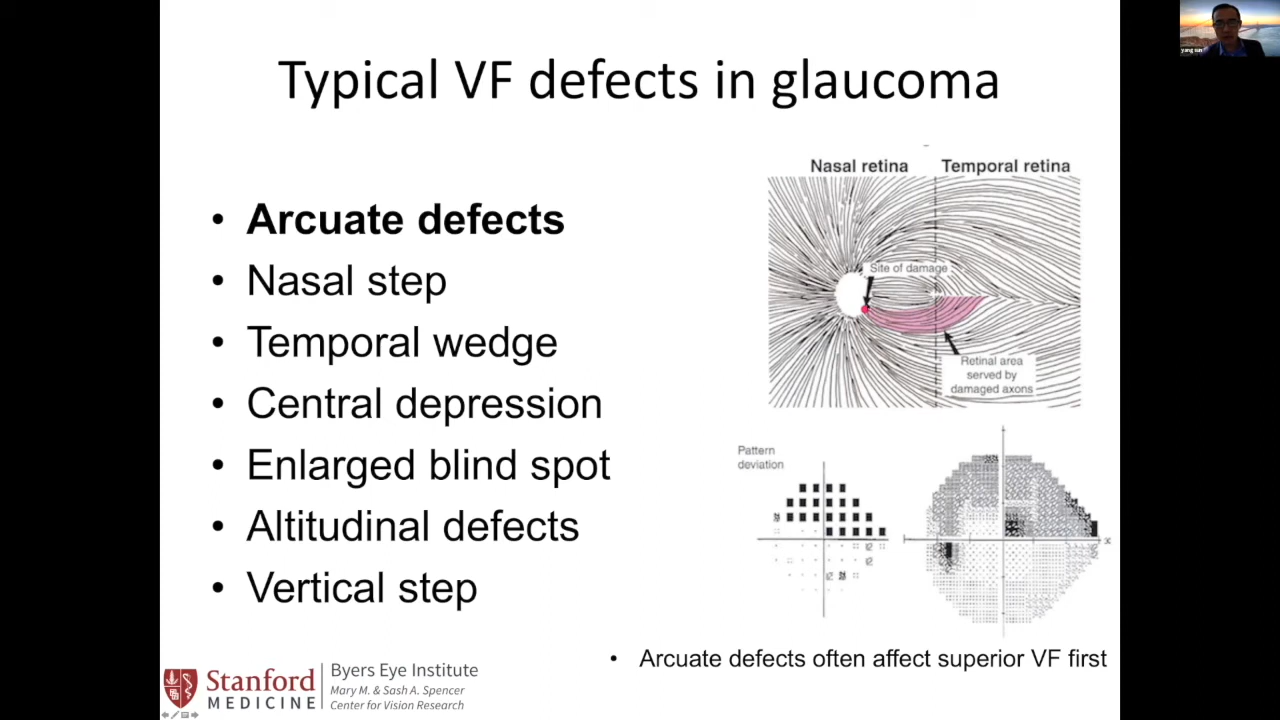 yang sun
Typical VF defects in glaucoma
• Arcuate defects
• Nasal step
• Temporal wedge
• Central depression
• Enlarged blind spot
• Altitudinal defects
• Vertical step
Nasal retina
Temporal retina
Site of damage
Retinal area
served by
damaged axons
Pattern
deviation
• Arcuate defects often affect superior VF first
Stanford
MEDICINE
Byers Eye Institute
Mary M. & Sash A. Spencer
Center for Vision Research